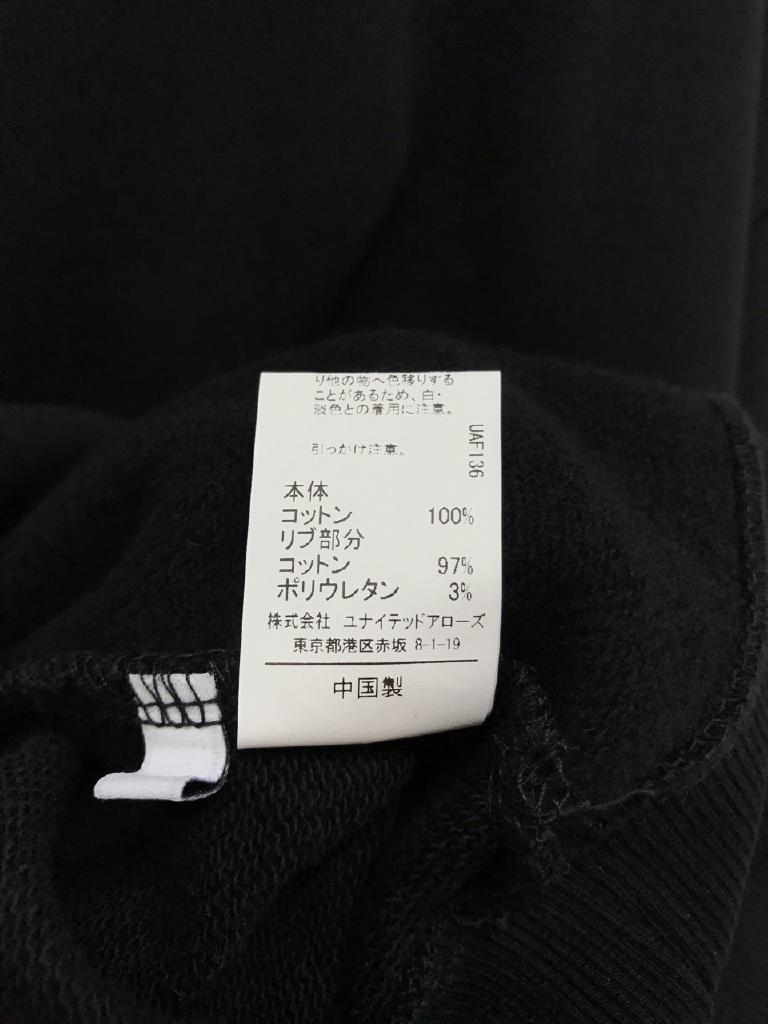 り他の物へ色移りする
ことがあるため、白・
淡色との着用に注意。
引っかけ注意。
UAF136
本体
コットン 100%
リブ部分
コットン 97%
ポリウレタン 3%
株式会社 ユナイテッドアローズ
東京都港区赤坂 8-1-19
中国製